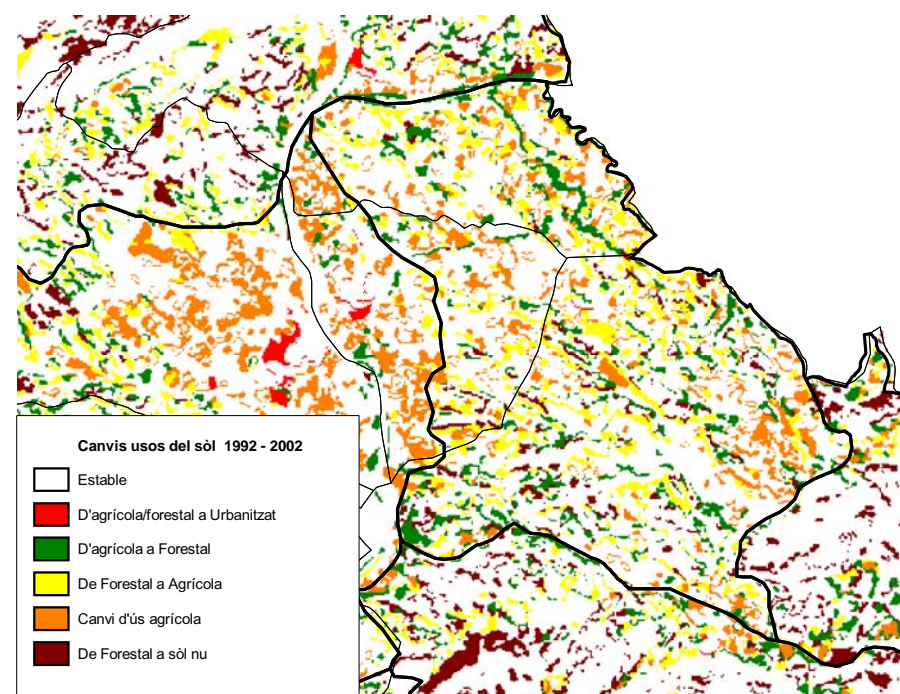 Canvis usos del sòl 1992 - 2002
Estable
D'agrícola/forestal a Urbanitzat
D'agrícola a Forestal
De Forestal a Agrícola
Canvi d'ús agrícola
De Forestal a sòl nu